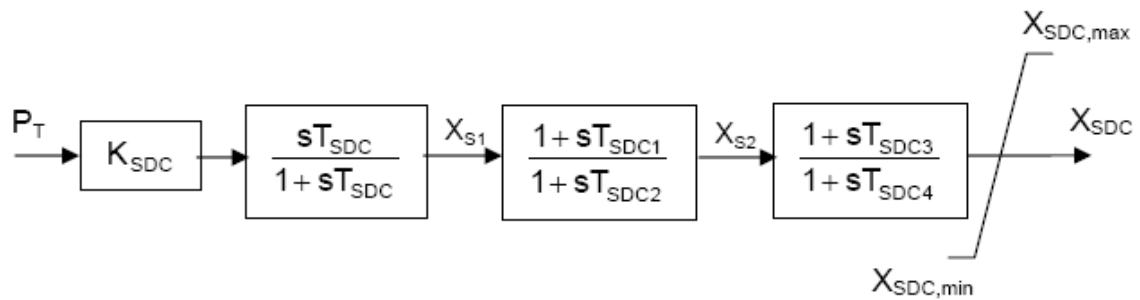 X_SDC,max
P_T
K_SDC
sT_SDC
1 + sT_SDC
X_S1
1 + sT_SDC1
1 + sT_SDC2
X_S2
1 + sT_SDC3
1 + sT_SDC4
X_SDC
X_SDC,min